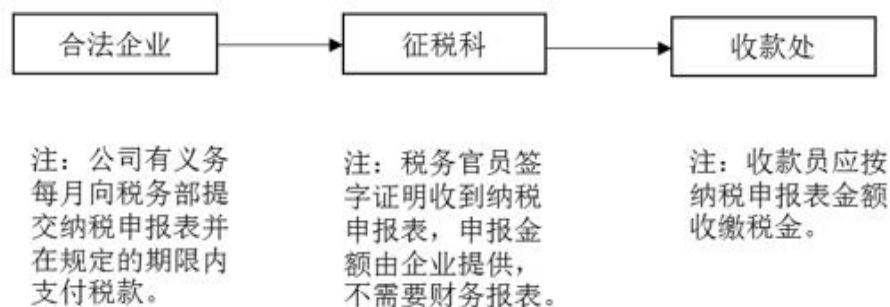 合法企业
征税科
收款处
注：公司有义务
每月向税务部提
交纳税申报表并
在规定的期限内
支付税款。
注：税务官员签
字证明收到纳税
申报表，申报金
额由企业提供，
不需要财务报表。
注：收款员应按
纳税申报表金额
收缴税金。